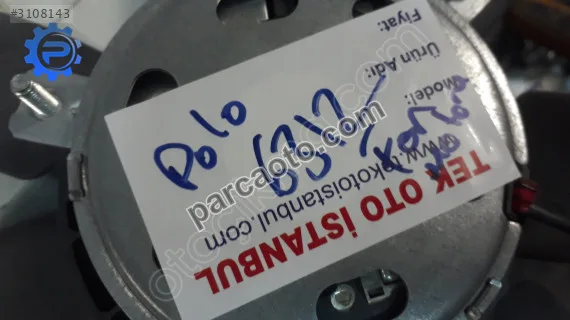 #3108143
Polo
parcaoto.com
Fiyat:
Ürün Adı:
Model:
www.tekotoistanbul.com
TEK OTO İSTANBUL